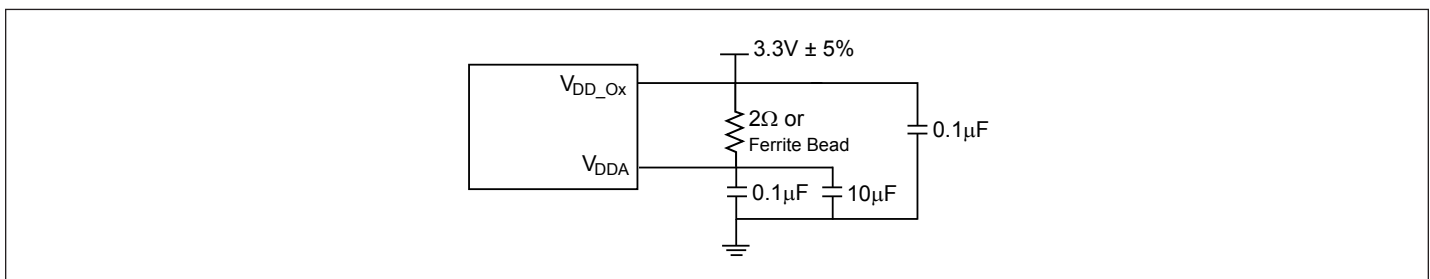 3.3V ± 5%
V_DD_Ox
2Ω or
Ferrite Bead
0.1µF
V_DDA
0.1µF
10µF